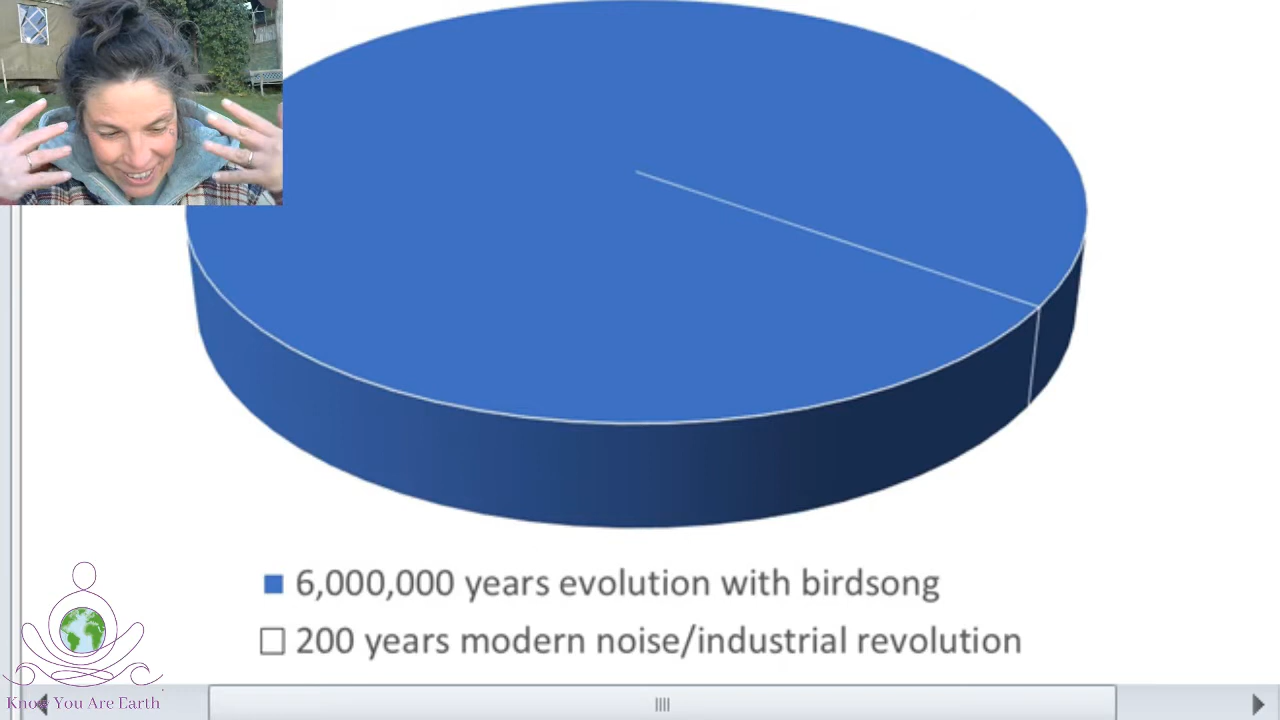 6,000,000 years evolution with birdsong
200 years modern noise/industrial revolution
Know You Are Earth